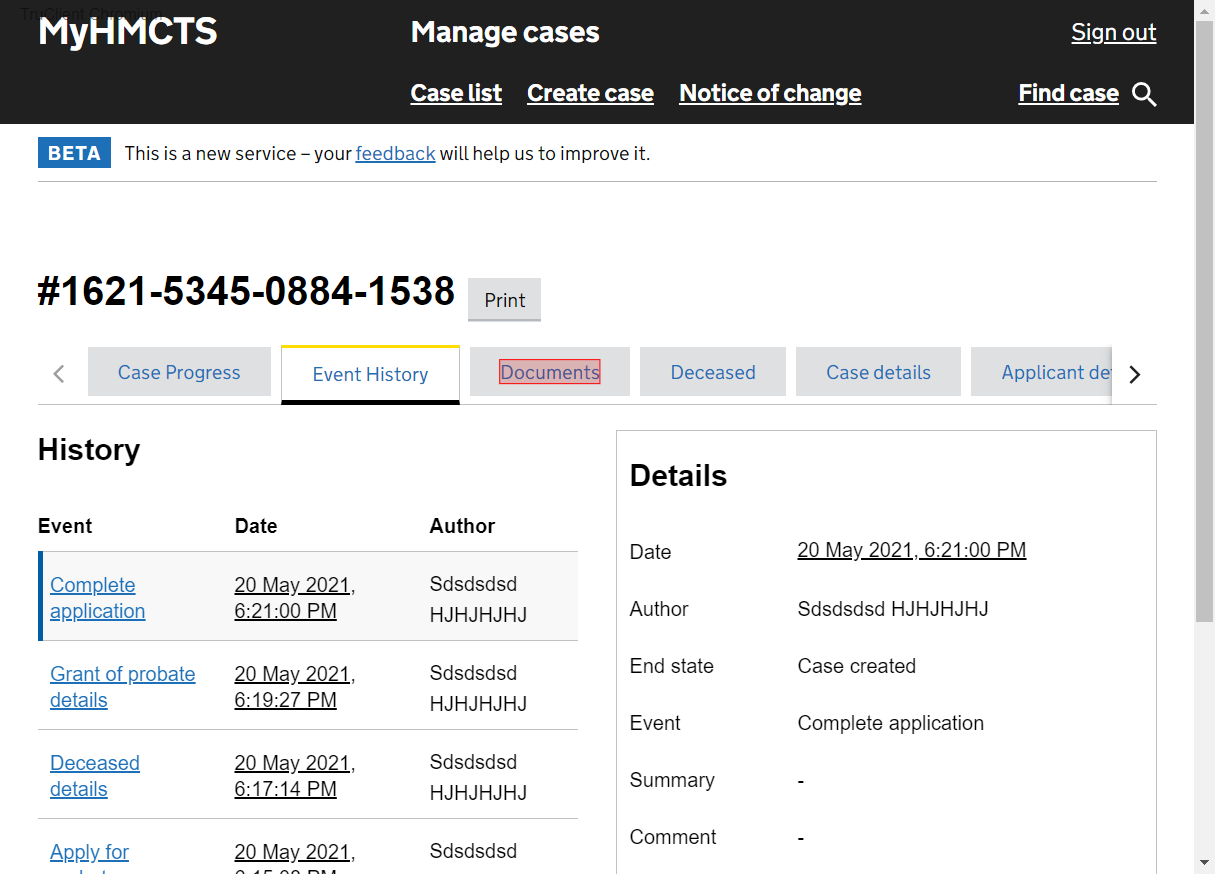 TruClient Chromium
MyHMCTS
Manage cases
Sign out
Case list
Create case
Notice of change
Find case
BETA
This is a new service – your feedback will help us to improve it.
#1621-5345-0884-1538
Print
Case Progress
Event History
Documents
Deceased
Case details
Applicant de
History
Event Date Author
Complete application
20 May 2021, 6:21:00 PM
Sdsdsdsd HJHJHJHJ
Grant of probate details
20 May 2021, 6:19:27 PM
Sdsdsdsd HJHJHJHJ
Deceased details
20 May 2021, 6:17:14 PM
Sdsdsdsd HJHJHJHJ
Apply for
20 May 2021,
Sdsdsdsd
Details
Date 20 May 2021, 6:21:00 PM
Author Sdsdsdsd HJHJHJHJ
End state Case created
Event Complete application
Summary -
Comment -